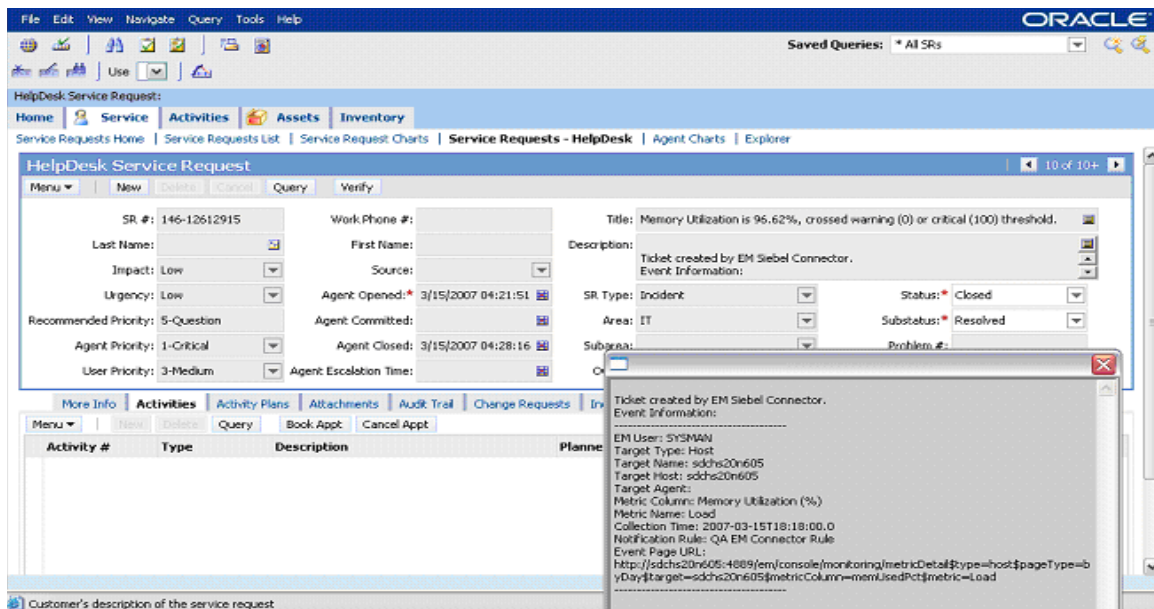 File Edit View Navigate Query Tools Help
ORACLE
Saved Queries: * All SRs
Use
HelpDesk Service Request:
Home Service Activities Assets Inventory
Service Requests Home | Service Requests List | Service Request Charts | Service Requests - HelpDesk | Agent Charts | Explorer
HelpDesk Service Request
10 of 10+
Menu New Delete Cancel Query Verify
SR #: 146-12612915 Work Phone #: Title: Memory Utilization is 96.62%, crossed warning (0) or critical (100) threshold.
Last Name: First Name: Description: Ticket created by EM Siebel Connector.
Event Information:
Impact: Low Source:
Urgency: Low Agent Opened:* 3/15/2007 04:21:51 SR Type: Incident Status:* Closed
Recommended Priority: 5-Question Agent Committed: Area: IT Substatus:* Resolved
Agent Priority: 1-Critical Agent Closed: 3/15/2007 04:28:16 Subarea: Problem #:
User Priority: 3-Medium Agent Escalation Time:
More Info Activities Activity Plans Attachments Audit Trail Change Requests
Menu New Delete Query Book Appt Cancel Appt
Activity # Type Description Planne
Ticket created by EM Siebel Connector.
Event Information:
---------------------------------------
EM User: SYSMAN
Target Type: Host
Target Name: sdchs20n605
Target Host: sdchs20n605
Target Agent:
Metric Column: Memory Utilization (%)
Metric Name: Load
Collection Time: 2007-03-15T18:18:00.0
Notification Rule: QA EM Connector Rule
Event Page URL:
http://sdchs20n605:4889/em/console/monitoring/metricDetail$type=host$pageType=b
yDay$target=sdchs20n605$metricColumn=memUsedPct$metric=Load
---------------------------------------
Customer's description of the service request